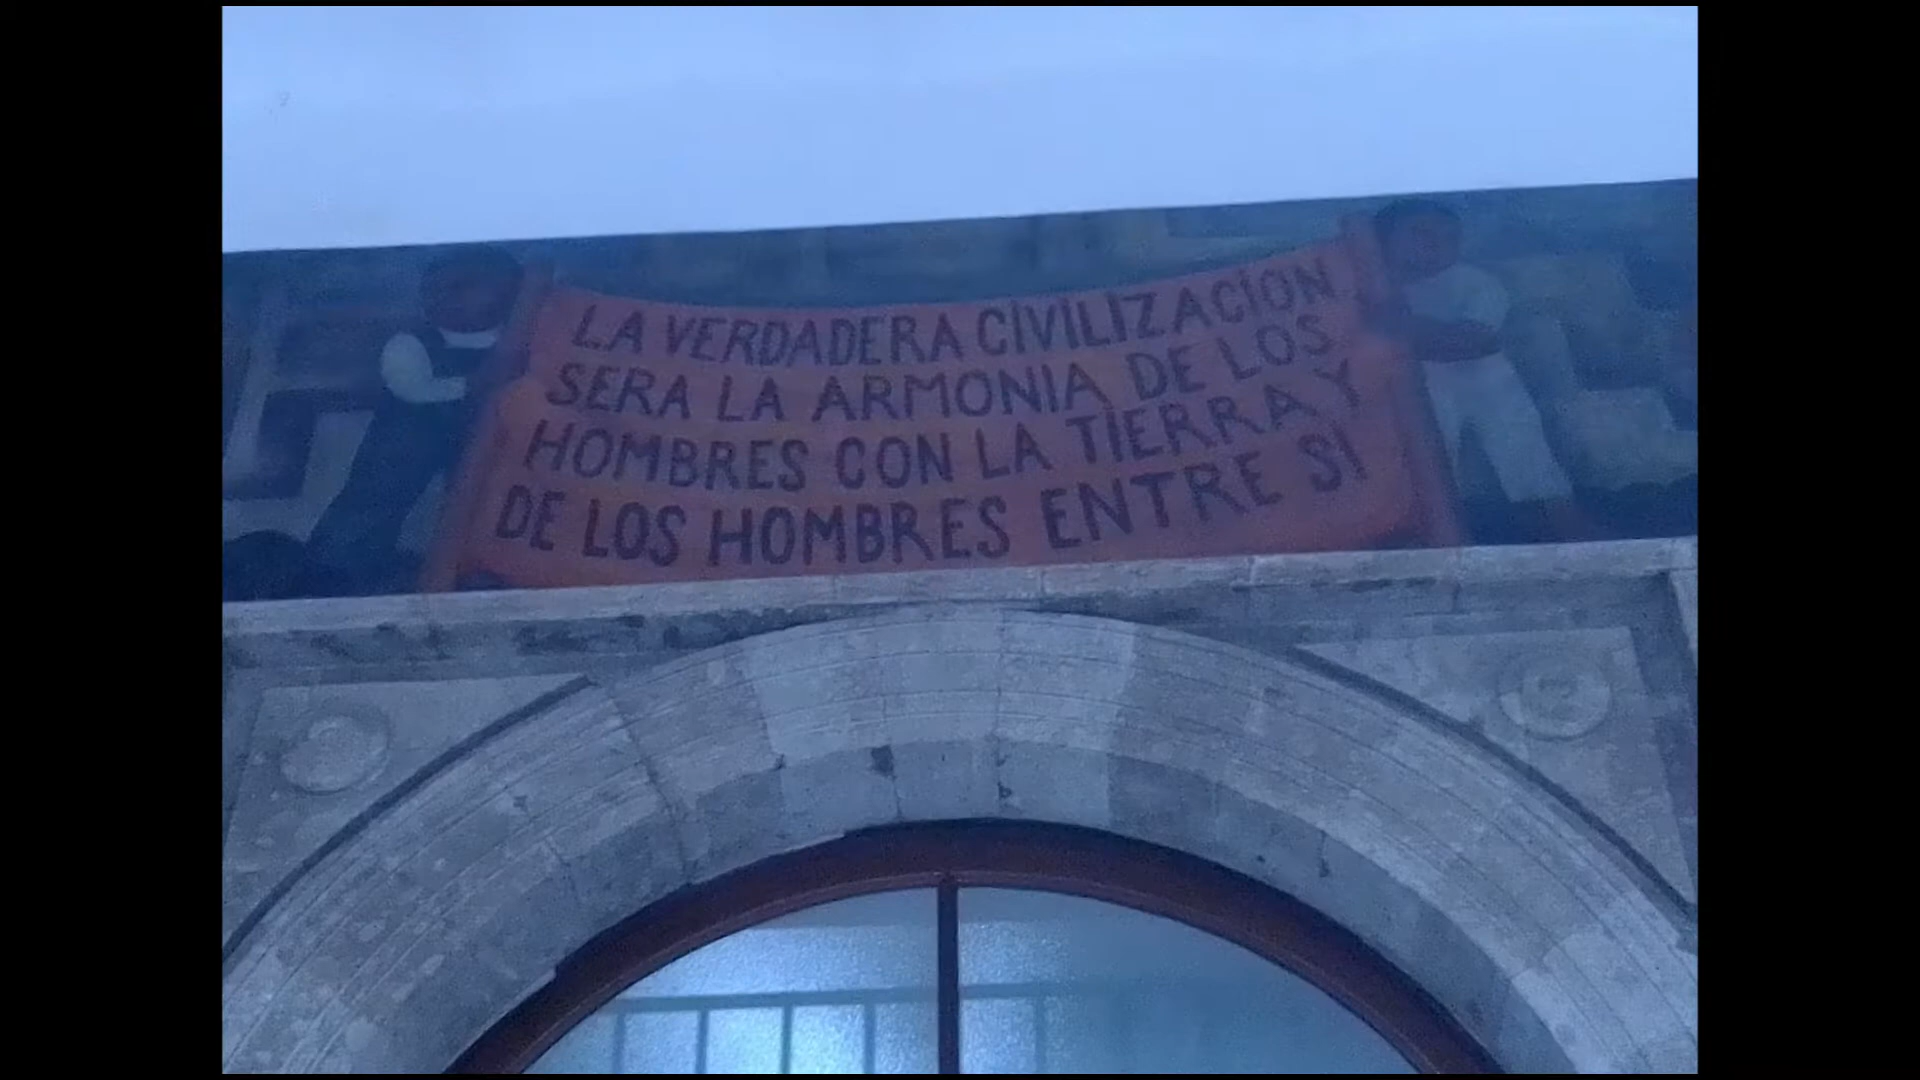 LA VERDADERA CIVILIZACION
SERA LA ARMONIA DE LOS
HOMBRES CON LA TIERRA Y
DE LOS HOMBRES ENTRE SI